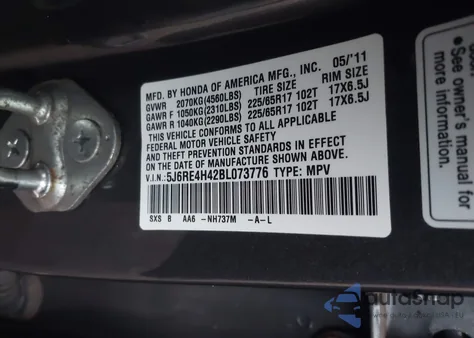 MFD. BY HONDA OF AMERICA MFG., INC. 05/'11
GVWR 2070KG(4560LBS) TIRE SIZE RIM SIZE
GAWR F 1050KG(2310LBS) 225/65R17 102T 17X6.5J
GAWR R 1040KG(2290LBS) 225/65R17 102T 17X6.5J
THIS VEHICLE CONFORMS TO ALL APPLICABLE
FEDERAL MOTOR VEHICLE SAFETY, BUMPER, AND
THEFT PREVENTION STANDARDS IN EFFECT ON THE
DATE OF MANUFACTURE SHOWN ABOVE.
V.I.N.: 5J6RE4H42BL073776 TYPE: MPV
SXS B AA6 -NH737M -A-L
See owner's
manual for
autosnap